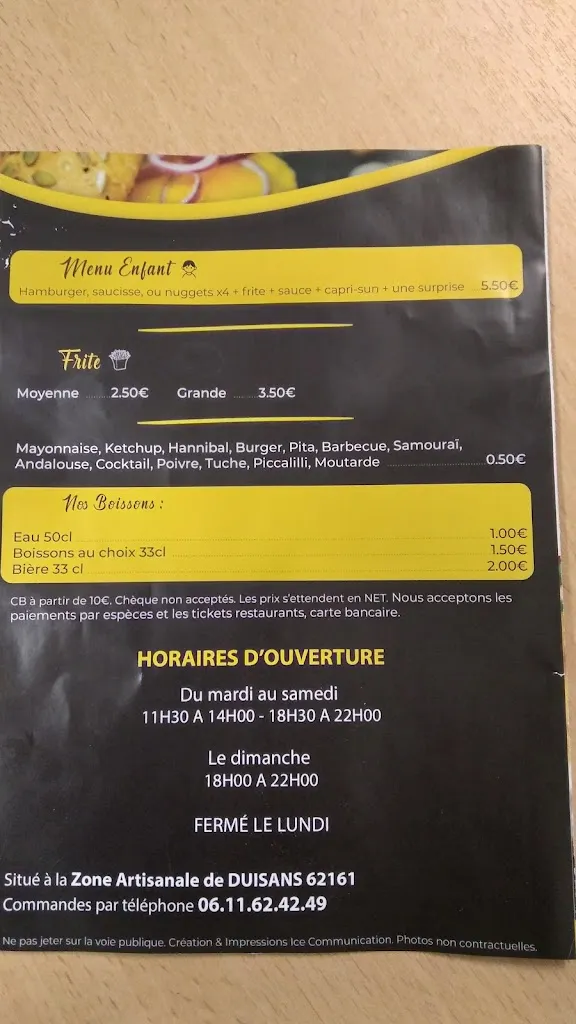 Menu Enfant
Hamburger, saucisse, ou nuggets x4 + frite + sauce + capri-sun + une surprise ... 5.50€
Frite
Moyenne ........ 2.50€ Grande ........ 3.50€
Mayonnaise, Ketchup, Hannibal, Burger, Pita, Barbecue, Samouraï,
Andalouse, Cocktail, Poivre, Tuche, Piccalilli, Moutarde ........ 0.50€
Nos Boissons :
Eau 50cl ........ 1.00€
Boissons au choix 33cl ........ 1.50€
Bière 33 cl ........ 2.00€
CB à partir de 10€. Chèque non acceptés. Les prix s'éttendent en NET. Nous acceptons les
paiements par espèces et les tickets restaurants, carte bancaire.
HORAIRES D'OUVERTURE
Du mardi au samedi
11H30 A 14H00 - 18H30 A 22H00
Le dimanche
18H00 A 22H00
FERMÉ LE LUNDI
Situé à la Zone Artisanale de DUISANS 62161
Commandes par téléphone 06.11.62.42.49
Ne pas jeter sur la voie publique. Création & Impressions Ice Communication. Photos non contractuelles.